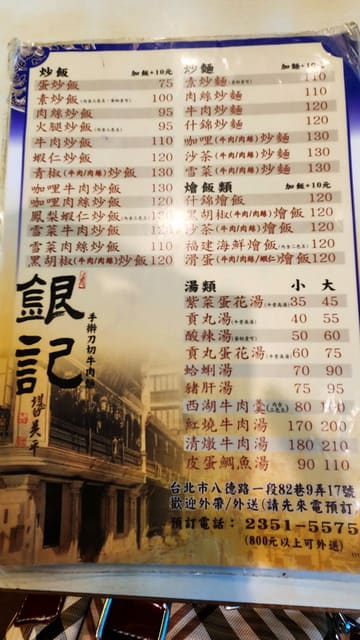 炒飯 加飯+10元
蛋炒飯 75
素炒飯 100
肉絲炒飯 95
火腿炒飯 95
牛肉炒飯 110
蝦仁炒飯 120
青椒(牛肉/肉絲)炒飯 130
咖哩牛肉炒飯 130
咖哩肉絲炒飯 120
鳳梨蝦仁炒飯 130
雪菜牛肉炒飯 120
雪菜肉絲炒飯 110
黑胡椒(牛肉/肉絲)炒飯 120
炒麵 加麵+10元
素炒麵 110
肉絲炒麵 110
牛肉炒麵 120
什錦炒麵 120
咖哩(牛肉/肉絲)炒麵 130
沙茶(牛肉/肉絲)炒麵 130
雪菜(牛肉/肉絲)炒麵 130
燴飯類 加飯+10元
什錦燴飯 120
黑胡椒(牛肉/肉絲)燴飯 120
沙茶(牛肉/肉絲)燴飯 120
福建海鮮燴飯 120
滑蛋(牛肉/肉絲/蝦仁)燴飯 120
湯類 小 大
紫菜蛋花湯 35 45
貢丸湯 40 55
酸辣湯 50 60
貢丸蛋花湯 60 75
蛤蜊湯 70 90
豬肝湯 75 95
西湖牛肉羹 80
紅燒牛肉湯 170 200
清燉牛肉湯 180 210
皮蛋鯛魚湯 90 110
銀記
手擀刀切牛肉麵
台北市八德路一段82巷9弄17號
歡迎外帶/外送(請先來電預訂
預訂電話：2351-5575
(800元以上可外送)